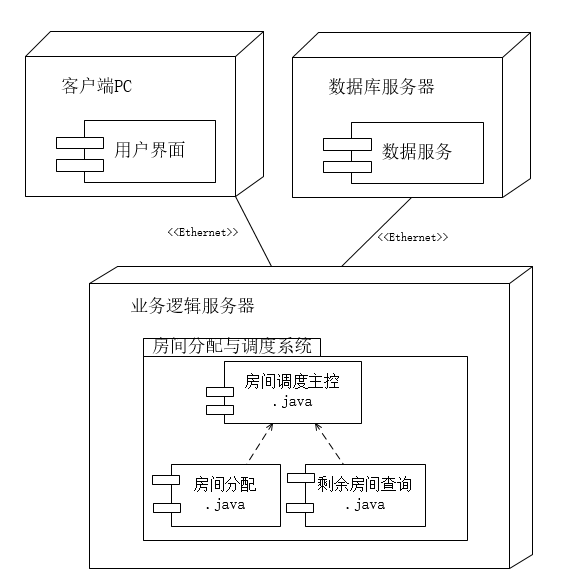 客户端PC
用户界面
数据库服务器
数据服务
<<Ethernet>>
<<Ethernet>>
业务逻辑服务器
房间分配与调度系统
房间调度主控
.java
房间分配
.java
剩余房间查询
.java